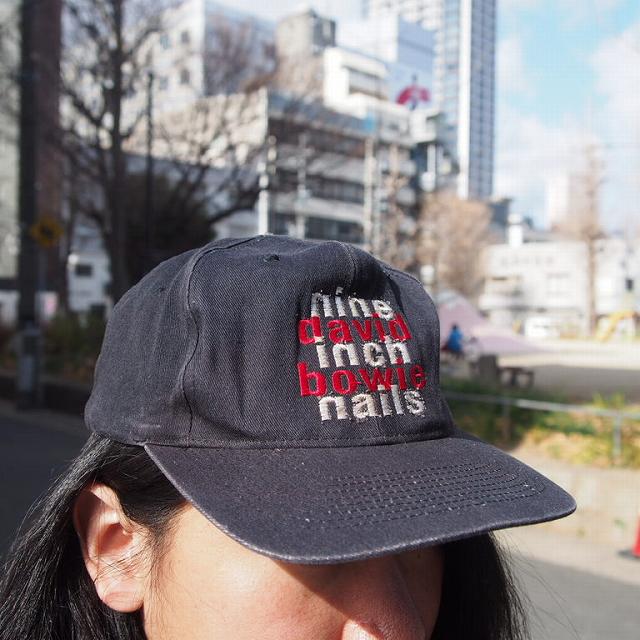 nine
david
inch
bowie
nails